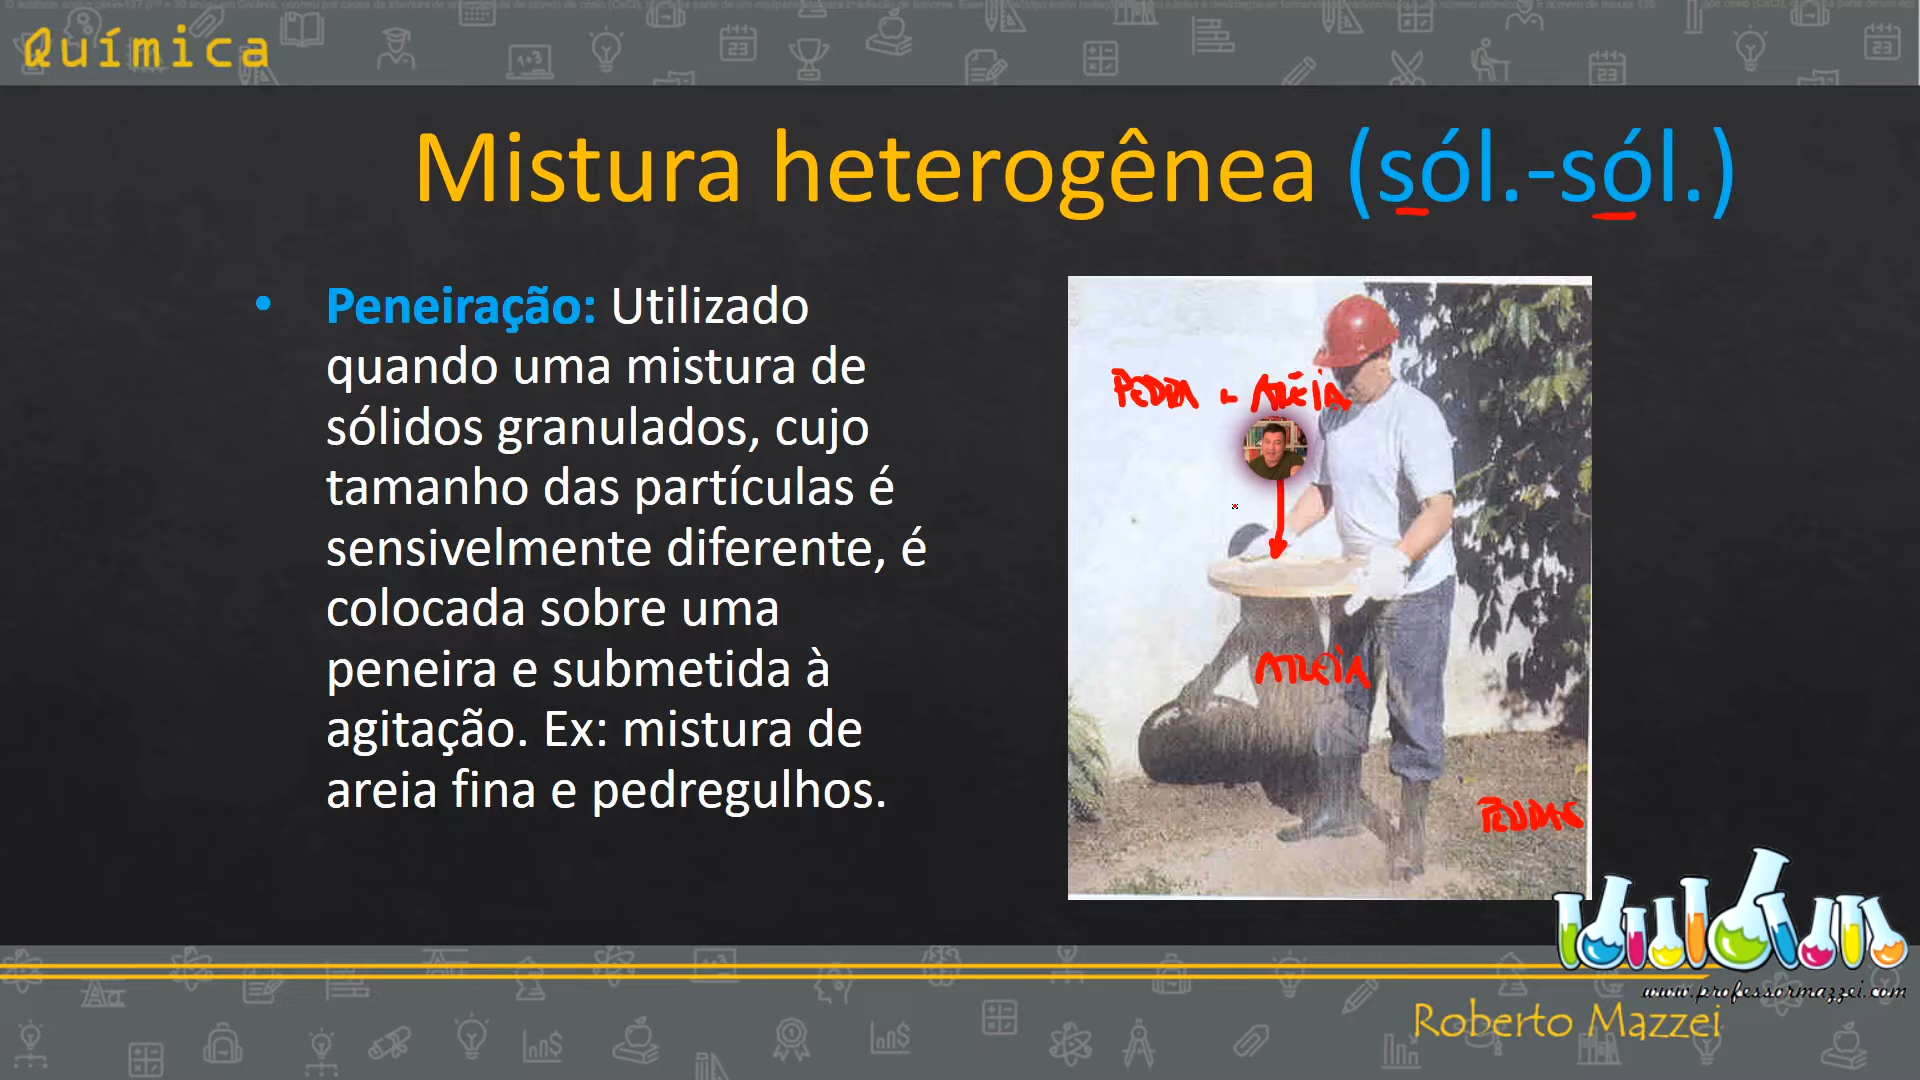 Química
Mistura heterogênea (sól.-sól.)
• Peneiração: Utilizado
quando uma mistura de
sólidos granulados, cujo
tamanho das partículas é
sensivelmente diferente, é
colocada sobre uma
peneira e submetida à
agitação. Ex: mistura de
areia fina e pedregulhos.
PEDRA + AREIA
AREIA
PEDRAS
www.professormazzei.com
Roberto Mazzei